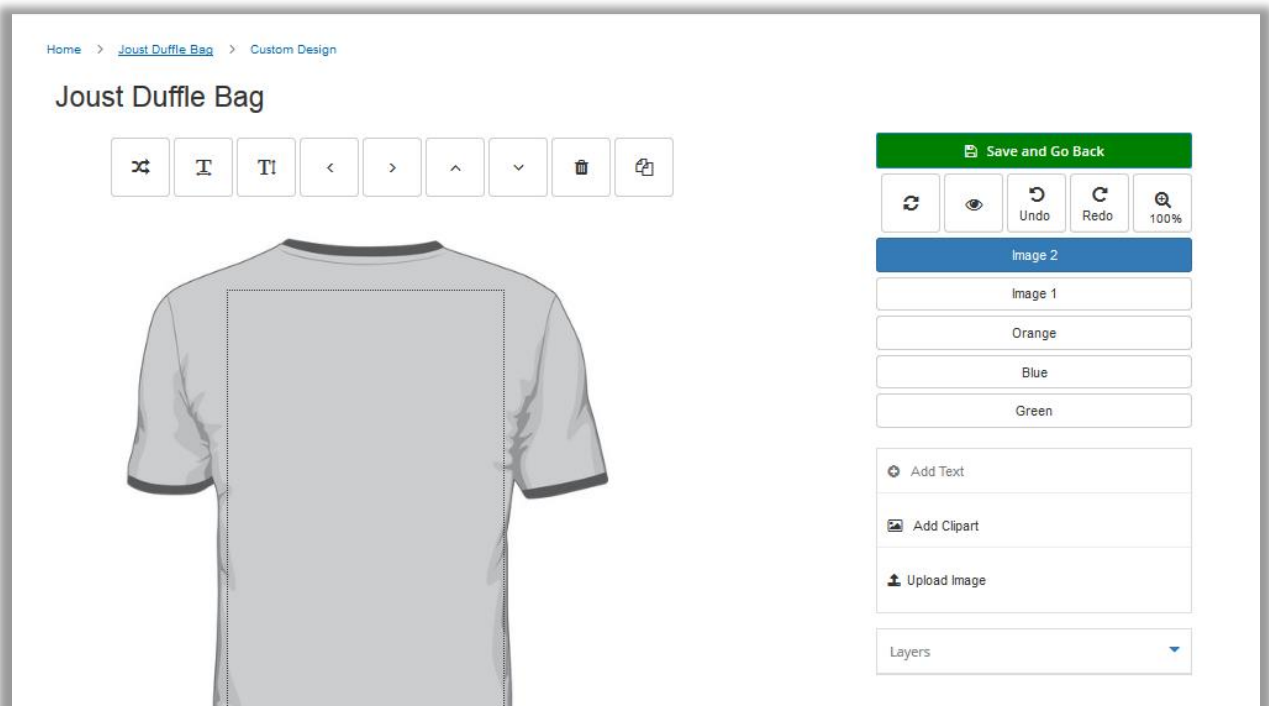 Home > Joust Duffle Bag > Custom Design
Joust Duffle Bag
Save and Go Back
Undo
Redo
100%
Image 2
Image 1
Orange
Blue
Green
Add Text
Add Clipart
Upload Image
Layers